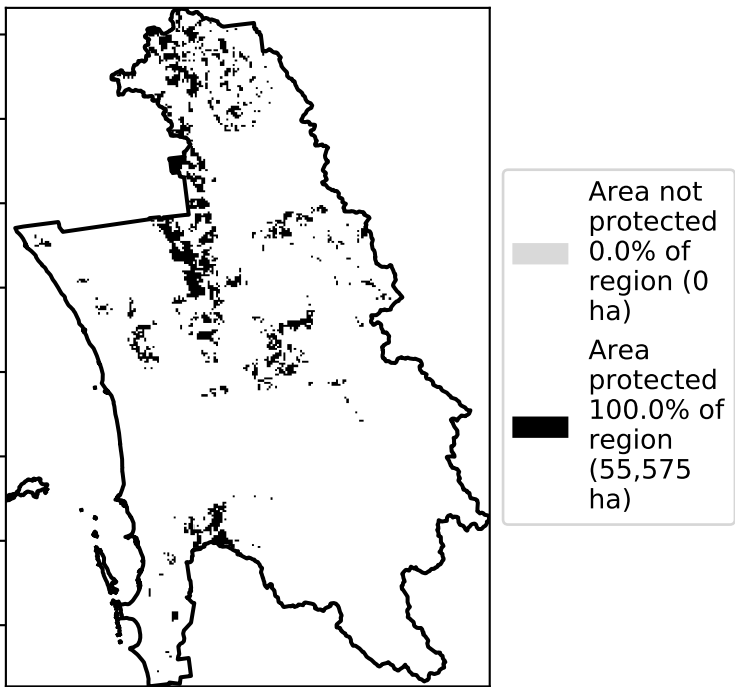 Area not
protected
0.0% of
region (0
ha)
Area
protected
100.0% of
region
(55,575
ha)